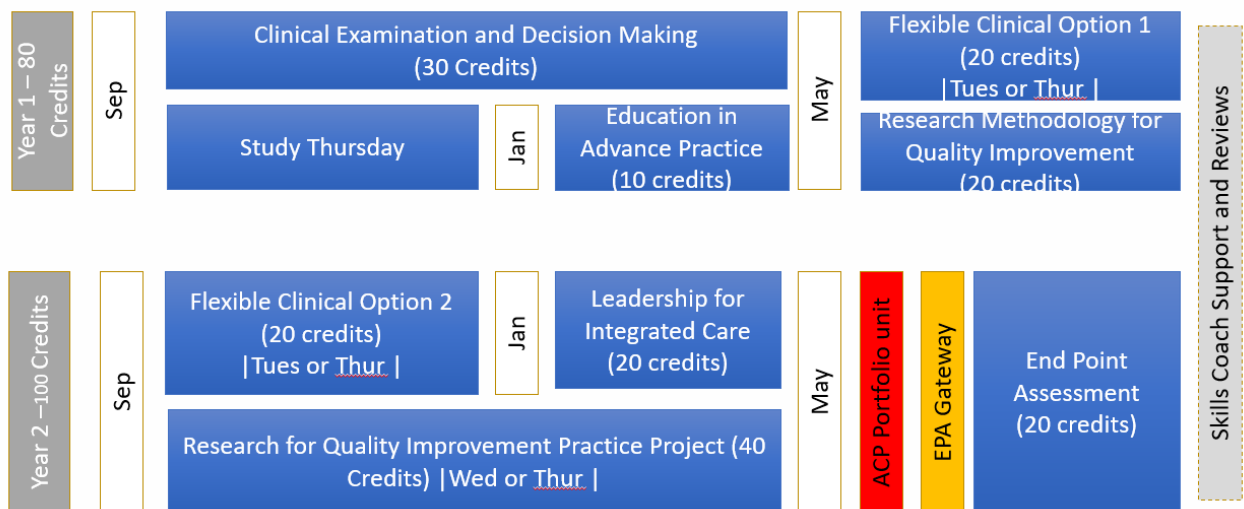 Year 1 – 80
Credits
Sep
Clinical Examination and Decision Making
(30 Credits)
Study Thursday
Jan
Education in
Advance Practice
(10 credits)
May
Flexible Clinical Option 1
(20 credits)
|Tues or Thur |
Research Methodology for
Quality Improvement
(20 credits)
Skills Coach Support and Reviews
Year 2 –100 Credits
Sep
Flexible Clinical Option 2
(20 credits)
|Tues or Thur |
Jan
Leadership for
Integrated Care
(20 credits)
Research for Quality Improvement Practice Project (40
Credits) |Wed or Thur |
May
ACP Portfolio unit
EPA Gateway
End Point
Assessment
(20 credits)